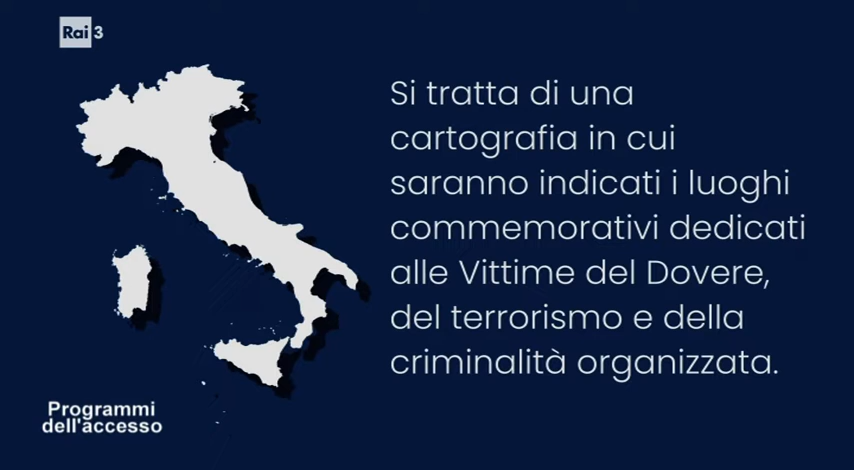 Rai 3
Si tratta di una
cartografia in cui
saranno indicati i luoghi
commemorativi dedicati
alle Vittime del Dovere,
del terrorismo e della
criminalità organizzata.
Programmi
dell'accesso